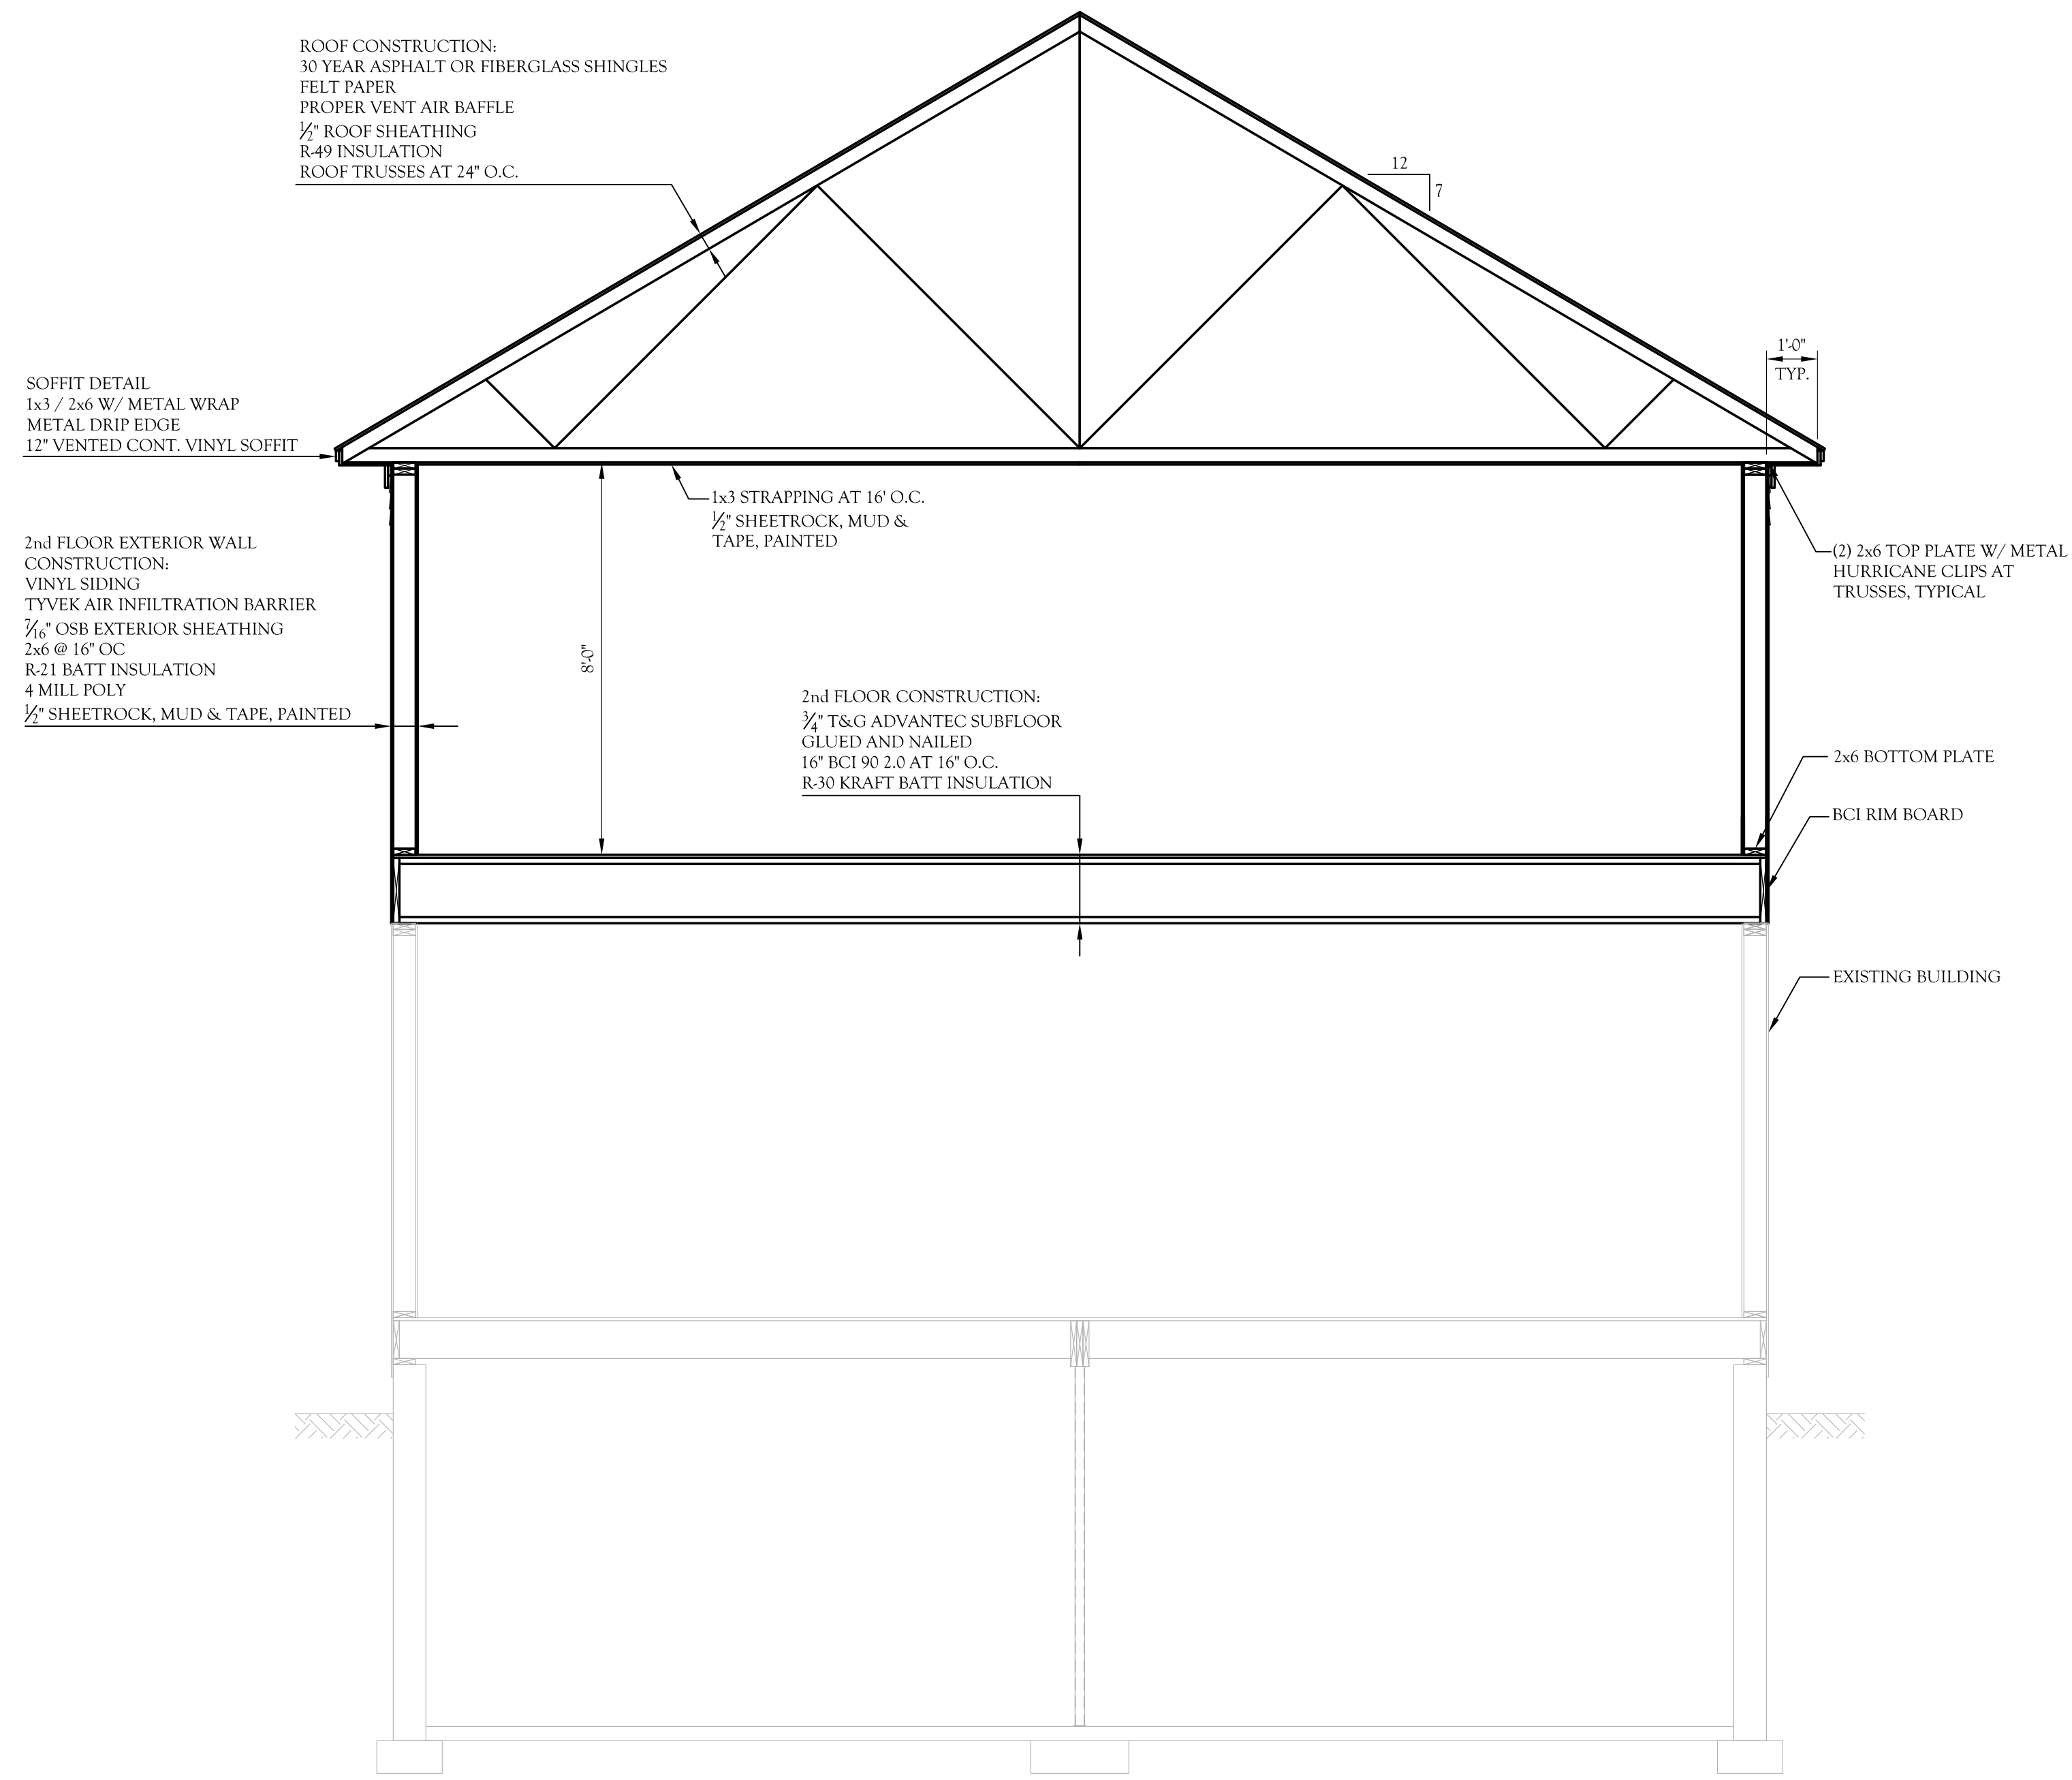 ROOF CONSTRUCTION:
30 YEAR ASPHALT OR FIBERGLASS SHINGLES
FELT PAPER
PROPER VENT AIR BAFFLE
1/2" ROOF SHEATHING
R-49 INSULATION
ROOF TRUSSES AT 24" O.C.
12
7
1'-0"
TYP.
SOFFIT DETAIL
1x3 / 2x6 W/ METAL WRAP
METAL DRIP EDGE
12" VENTED CONT. VINYL SOFFIT
1x3 STRAPPING AT 16' O.C.
1/2" SHEETROCK, MUD &
TAPE, PAINTED
(2) 2x6 TOP PLATE W/ METAL
HURRICANE CLIPS AT
TRUSSES, TYPICAL
2nd FLOOR EXTERIOR WALL
CONSTRUCTION:
VINYL SIDING
TYVEK AIR INFILTRATION BARRIER
7/16" OSB EXTERIOR SHEATHING
2x6 @ 16" OC
R-21 BATT INSULATION
4 MILL POLY
1/2" SHEETROCK, MUD & TAPE, PAINTED
8'-0"
2nd FLOOR CONSTRUCTION:
3/4" T&G ADVANTEC SUBFLOOR
GLUED AND NAILED
16" BCI 90 2.0 AT 16" O.C.
R-30 KRAFT BATT INSULATION
2x6 BOTTOM PLATE
BCI RIM BOARD
EXISTING BUILDING